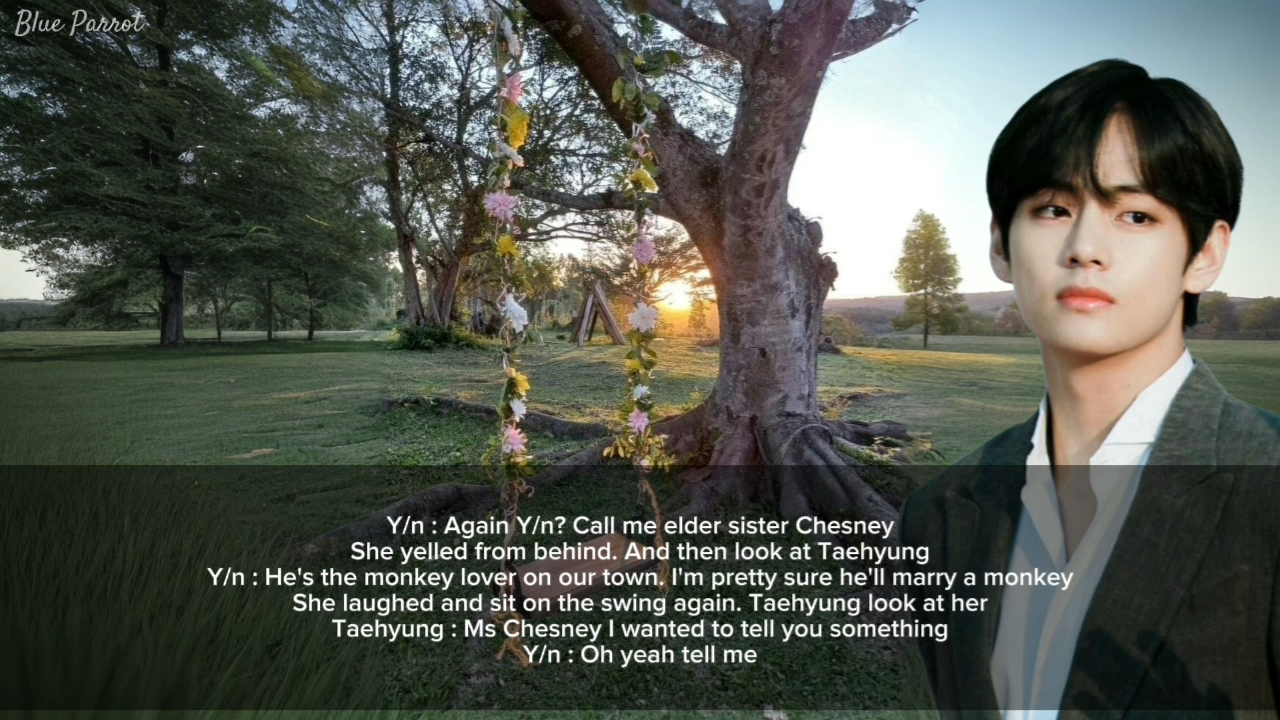 Blue Parrot
Y/n : Again Y/n? Call me elder sister Chesney
She yelled from behind. And then look at Taehyung
Y/n : He's the monkey lover on our town. I'm pretty sure he'll marry a monkey
She laughed and sit on the swing again. Taehyung look at her
Taehyung : Ms Chesney I wanted to tell you something
Y/n : Oh yeah tell me